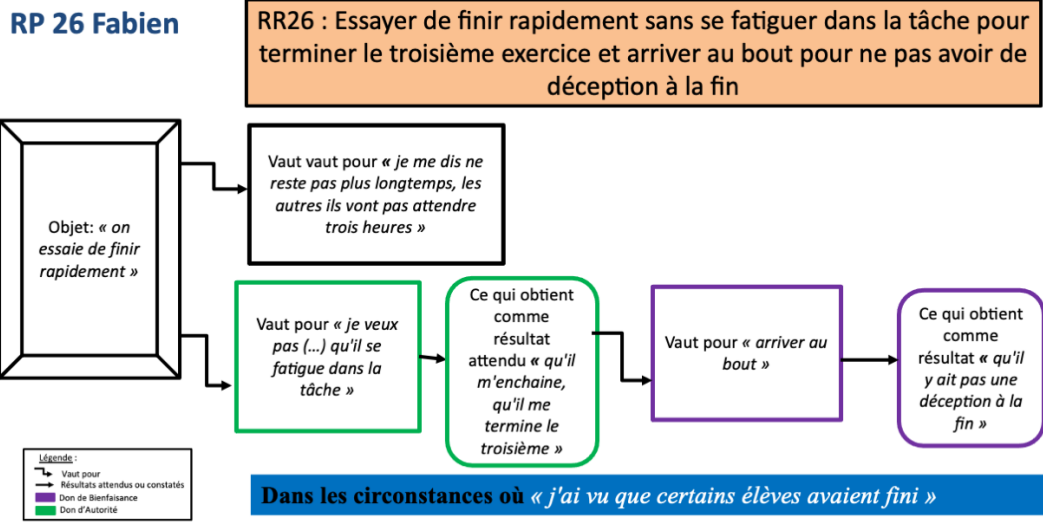 RP 26 Fabien
RR26 : Essayer de finir rapidement sans se fatiguer dans la tâche pour
terminer le troisième exercice et arriver au bout pour ne pas avoir de
déception à la fin
Objet: « on
essaie de finir
rapidement »
Vaut vaut pour « je me dis ne
reste pas plus longtemps, les
autres ils vont pas attendre
trois heures »
Vaut pour « je veux
pas (...) qu'il se
fatigue dans la
tâche »
Ce qui obtient
comme
résultat
attendu « qu'il
m'enchaine,
qu'il me
termine le
troisième »
Vaut pour « arriver au
bout »
Ce qui obtient
comme
résultat « qu'il
y ait pas une
déception à la
fin »
Légende :
Vaut pour
Résultats attendus ou constatés
Don de Bienfaisance
Don d'Autorité
Dans les circonstances où « j'ai vu que certains élèves avaient fini »